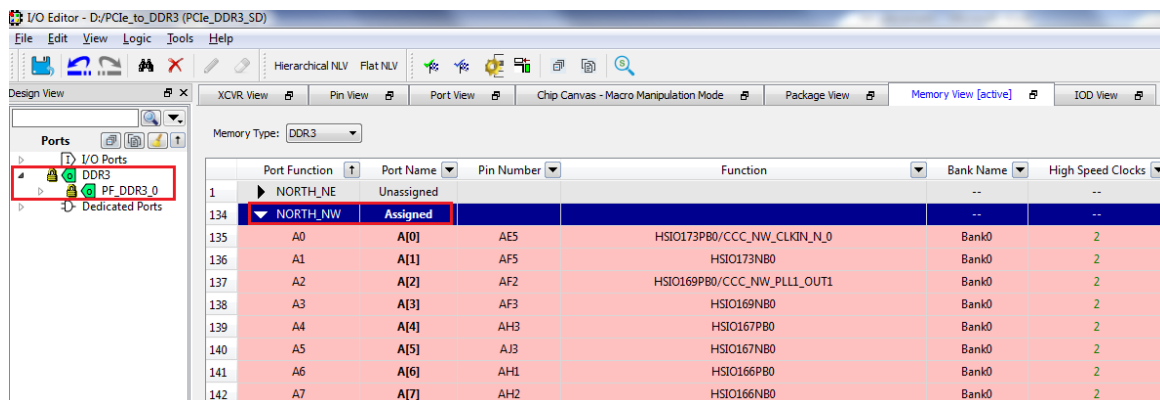 I/O Editor - D:/PCIe_to_DDR3 (PCIe_DDR3_SD)
File Edit View Logic Tools Help
Hierarchical NLV Flat NLV
Design View
XCVR View Pin View Port View Chip Canvas - Macro Manipulation Mode Package View Memory View [active] IOD View
Ports
Memory Type: DDR3
I/O Ports
DDR3
PF_DDR3_0
Dedicated Ports
Port Function Port Name Pin Number Function Bank Name High Speed Clocks
1 NORTH_NE Unassigned -- --
134 NORTH_NW Assigned -- --
135 A0 A[0] AE5 HSIO173PB0/CCC_NW_CLKIN_N_0 Bank0 2
136 A1 A[1] AF5 HSIO173NB0 Bank0 2
137 A2 A[2] AF2 HSIO169PB0/CCC_NW_PLL1_OUT1 Bank0 2
138 A3 A[3] AF3 HSIO169NB0 Bank0 2
139 A4 A[4] AH3 HSIO167PB0 Bank0 2
140 A5 A[5] AJ3 HSIO167NB0 Bank0 2
141 A6 A[6] AH1 HSIO166PB0 Bank0 2
142 A7 A[7] AH2 HSIO166NB0 Bank0 2